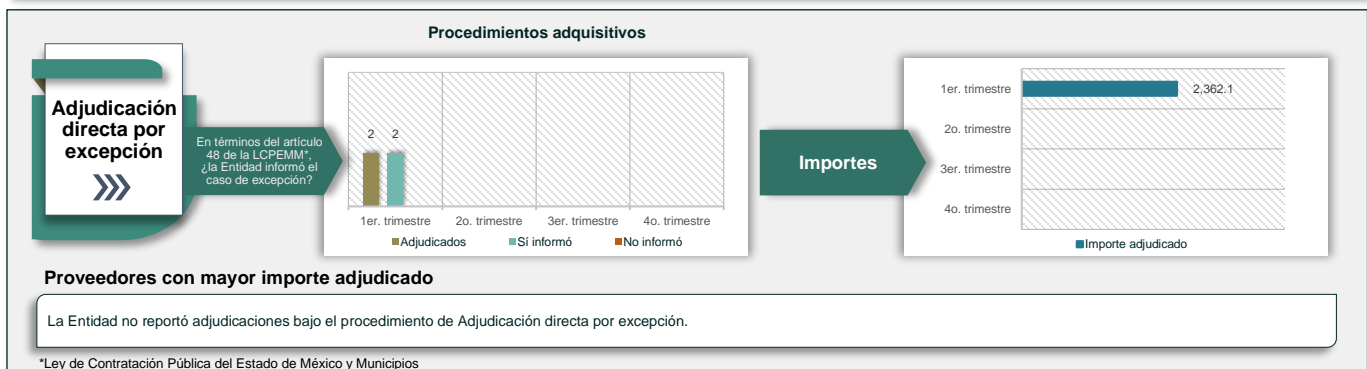 Procedimientos adquisitivos
Adjudicación
directa por
excepción
En términos del artículo
48 de la LCPEMM*,
¿la Entidad informó el
caso de excepción?
2 2
1er. trimestre 2o. trimestre 3er. trimestre 4o. trimestre
Adjudicados Sí informó No informó
Importes
1er. trimestre 2,362.1
2o. trimestre
3er. trimestre
4o. trimestre
Importe adjudicado
Proveedores con mayor importe adjudicado
La Entidad no reportó adjudicaciones bajo el procedimiento de Adjudicación directa por excepción.
*Ley de Contratación Pública del Estado de México y Municipios